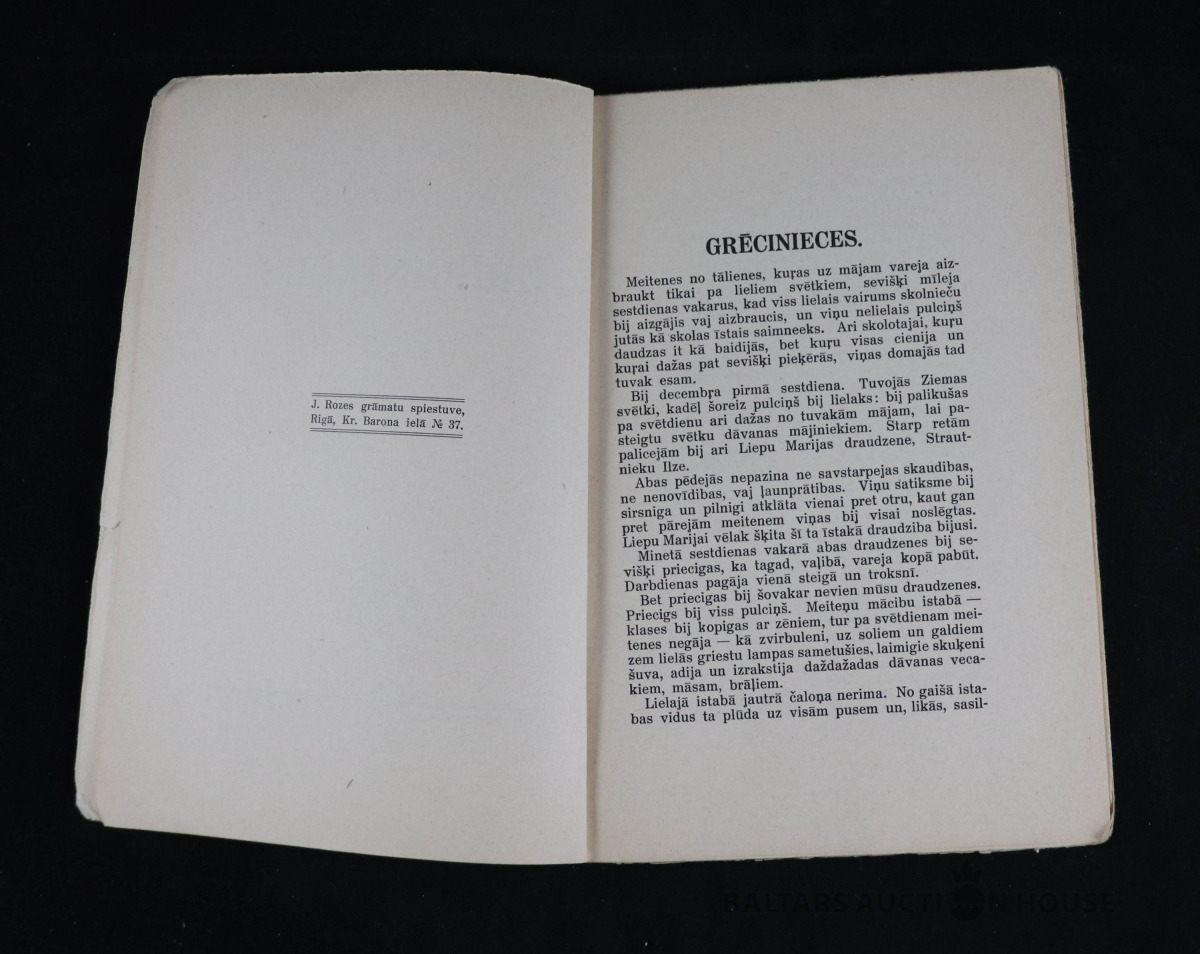 J. Rozes grāmatu spiestuve,
Rigā, Kr. Barona ielā № 37.
GRĒCINIECES.
Meitenes no tālienes, kuŗas uz mājam vareja aiz-
braukt tikai pa lieliem svētkiem, sevišķi mīleja
sestdienas vakarus, kad viss lielais vairums skolnieču
bij aizgājis vaj aizbraucis, un viņu nelielais pulciņš
jutās kā skolas īstais saimneeks. Ari skolotajai, kuŗu
daudzas it kā baidijās, bet kuŗu visas cienija un
kuŗai dažas pat sevišķi pieķērās, viņas domajās tad
tuvak esam.
Bij decembŗa pirmā sestdiena. Tuvojās Ziemas
svētki, kadēļ šoreiz pulciņš bij lielaks: bij palikušas
pa svētdienu ari dažas no tuvakām mājam, lai pa-
steigtu svētku dāvanas mājiniekiem. Starp retām
palicejām bij ari Liepu Marijas draudzene, Straut-
nieku Ilze.
Abas pēdejās nepazina ne savstarpejas skaudibas,
ne nenovīdibas, vaj ļaunprātibas. Viņu satiksme bij
sirsniga un pilnigi atklāta vienai pret otru, kaut gan
pret pārejām meitenem viņas bij visai noslēgtas.
Liepu Marijai vēlak šķita šī ta īstakā draudziba bijusi.
Minetā sestdienas vakarā abas draudzenes bij se-
višķi priecigas, ka tagad, vaļibā, vareja kopā pabūt.
Darbdienas pagāja vienā steigā un troksnī.
Bet priecigas bij šovakar nevien mūsu draudzenes.
Priecigs bij viss pulciņš. Meiteņu mācibu istabā —
klases bij kopigas ar zēniem, tur pa svētdienam mei-
tenes negāja — kā zvirbuleni, uz soliem un galdiem
zem lielās griestu lampas sametušies, laimigie skuķeni
šuva, adija un izrakstija daždažadas dāvanas veca-
kiem, māsam, brāļiem.
Lielajā istabā jautrā čaloņa nerima. No gaišā ista-
bas vidus ta plūda uz visām pusem un, likās, sasil-
BALTARS AUCTION HOUSE